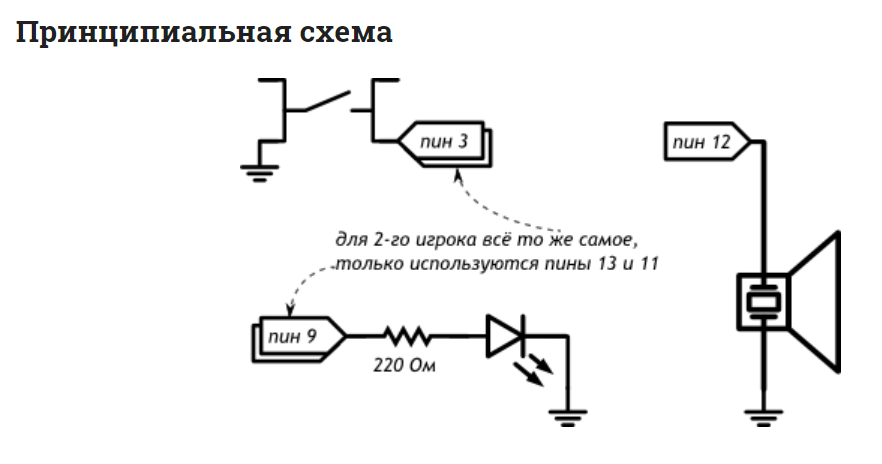 Принципиальная схема
пин 3
пин 12
для 2-го игрока всё то же самое,
только используются пины 13 и 11
пин 9
220 Ом